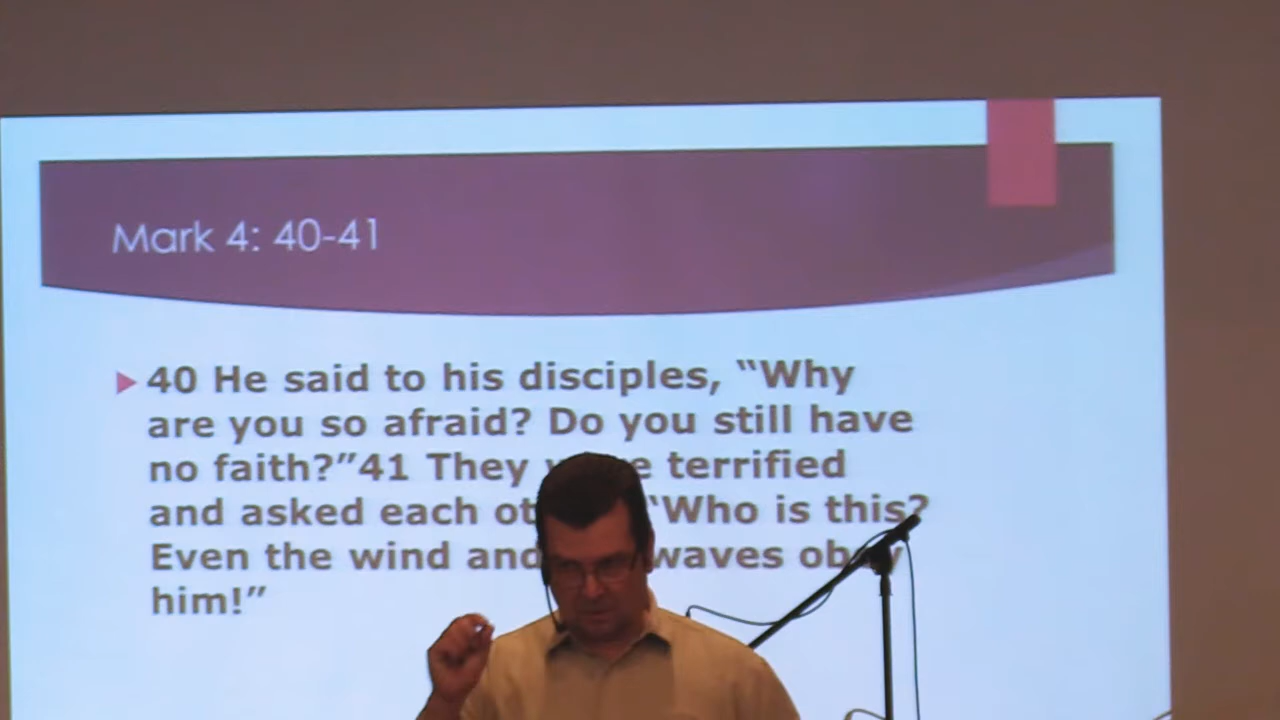 Mark 4: 40-41
40 He said to his disciples, “Why
are you so afraid? Do you still have
no faith?”41 They terrified
and asked each “Who is this?
Even the wind and waves obey
him!”